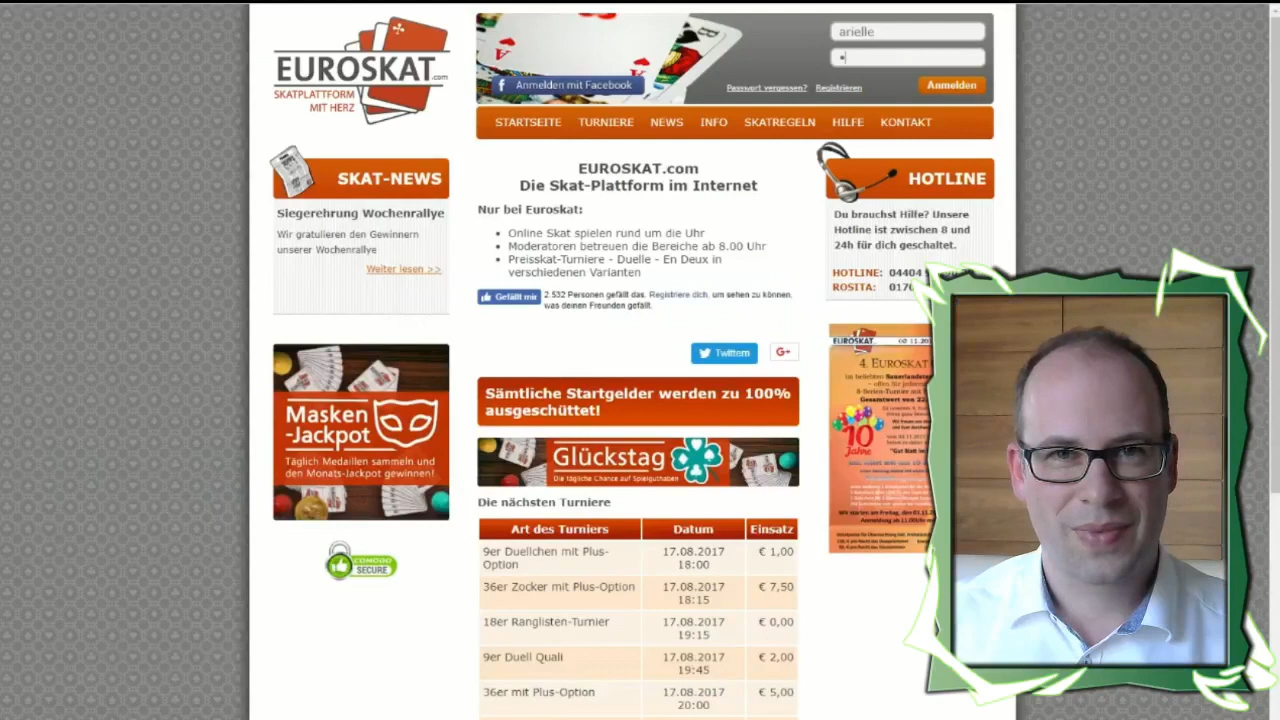 EUROSKAT.com
SKATPLATTFORM
MIT HERZ
arielle
Anmelden mit Facebook
Passwort vergessen?
Registrieren
Anmelden
STARTSEITE TURNIERE NEWS INFO SKATREGELN HILFE KONTAKT
SKAT-NEWS
Siegerehrung Wochenrallye
Wir gratulieren den Gewinnern
unserer Wochenrallye
Weiter lesen >>
Masken
-Jackpot
Täglich Medaillen sammeln und
den Monats-Jackpot gewinnen!
COMODO
SECURE
EUROSKAT.com
Die Skat-Plattform im Internet
Nur bei Euroskat:
• Online Skat spielen rund um die Uhr
• Moderatoren betreuen die Bereiche ab 8.00 Uhr
• Preisskat-Turniere - Duelle - En Deux in
verschiedenen Varianten
Gefällt mir
2.532 Personen gefällt das. Registriere dich, um sehen zu können,
was deinen Freunden gefällt.
Twittern
G+
Sämtliche Startgelder werden zu 100%
ausgeschüttet!
Glückstag
Die tägliche Chance auf Spielguthaben
Die nächsten Turniere
Art des Turniers Datum Einsatz
9er Duellchen mit Plus- 17.08.2017 € 1,00
Option 18:00
36er Zocker mit Plus-Option 17.08.2017 € 7,50
18:15
18er Ranglisten-Turnier 17.08.2017 € 0,00
19:15
9er Duell Quali 17.08.2017 € 2,00
19:45
36er mit Plus-Option 17.08.2017 € 5,00
20:00
HOTLINE
Du brauchst Hilfe? Unsere
Hotline ist zwischen 8 und
24h für dich geschaltet.
HOTLINE: 04404
ROSITA:
EUROSKAT
4. EUROSKAT
10
Jahre